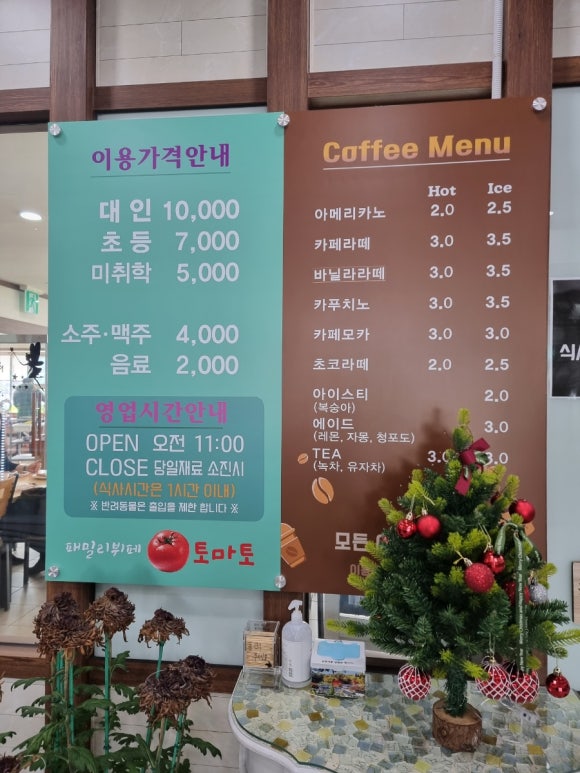 이용가격안내
대 인 10,000
초 등 7,000
미취학 5,000
소주·맥주 4,000
음료 2,000
영업시간안내
OPEN 오전 11:00
CLOSE 당일재료 소진시
(식사시간은 1시간 이내)
※ 반려동물은 출입을 제한 합니다 ※
패밀리뷔페 토마토
Coffee Menu
Hot Ice
아메리카노 2.0 2.5
카페라떼 3.0 3.5
바닐라라떼 3.0 3.5
카푸치노 3.0 3.5
카페모카 3.0 3.0
초코라떼 2.0 2.5
아이스티 2.0
(복숭아)
에이드 3.0
(레몬, 자몽, 청포도)
TEA 3.0 3.0
(녹차, 유자차)
모든